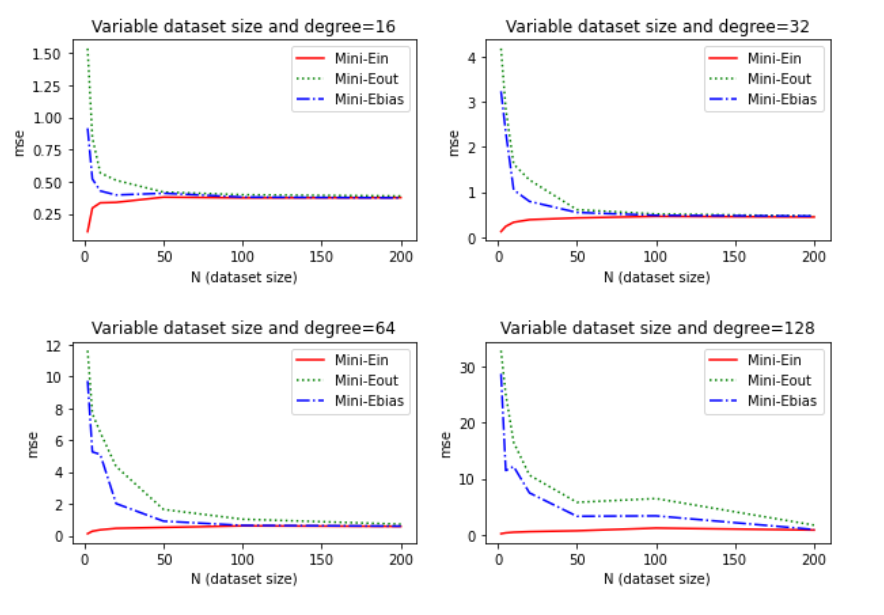 Variable dataset size and degree=16
1.50
1.25
1.00
0.75
0.50
0.25
mse
Mini-Ein
Mini-Eout
Mini-Ebias
0 50 100 150 200
N (dataset size)
Variable dataset size and degree=32
4
3
2
1
0
mse
Mini-Ein
Mini-Eout
Mini-Ebias
0 50 100 150 200
N (dataset size)
Variable dataset size and degree=64
12
10
8
6
4
2
0
mse
Mini-Ein
Mini-Eout
Mini-Ebias
0 50 100 150 200
N (dataset size)
Variable dataset size and degree=128
30
20
10
0
mse
Mini-Ein
Mini-Eout
Mini-Ebias
0 50 100 150 200
N (dataset size)